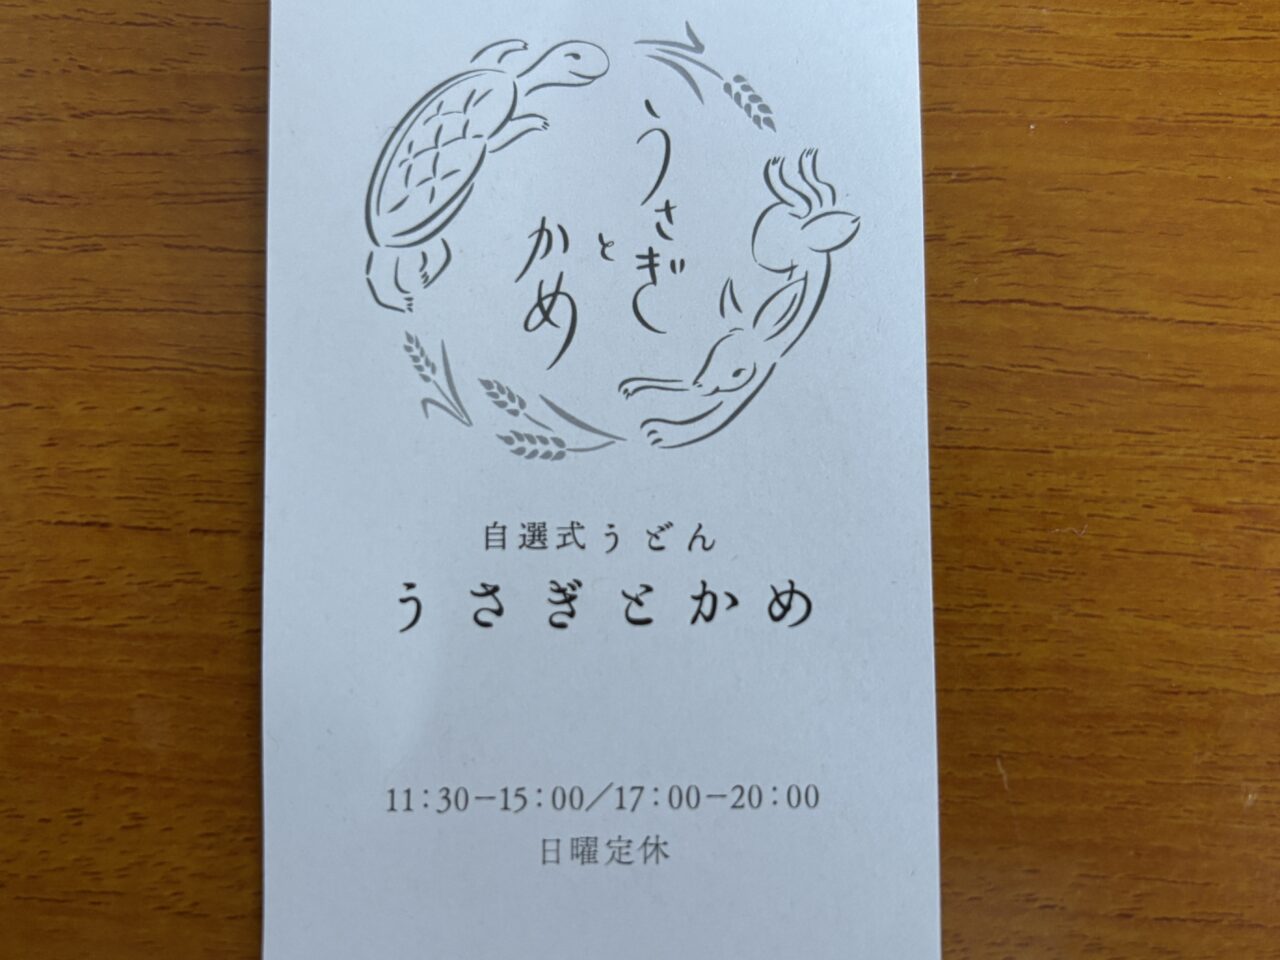 うさぎ
と
かめ
自選式うどん
うさぎとかめ
11:30−15:00／17:00−20:00
日曜定休